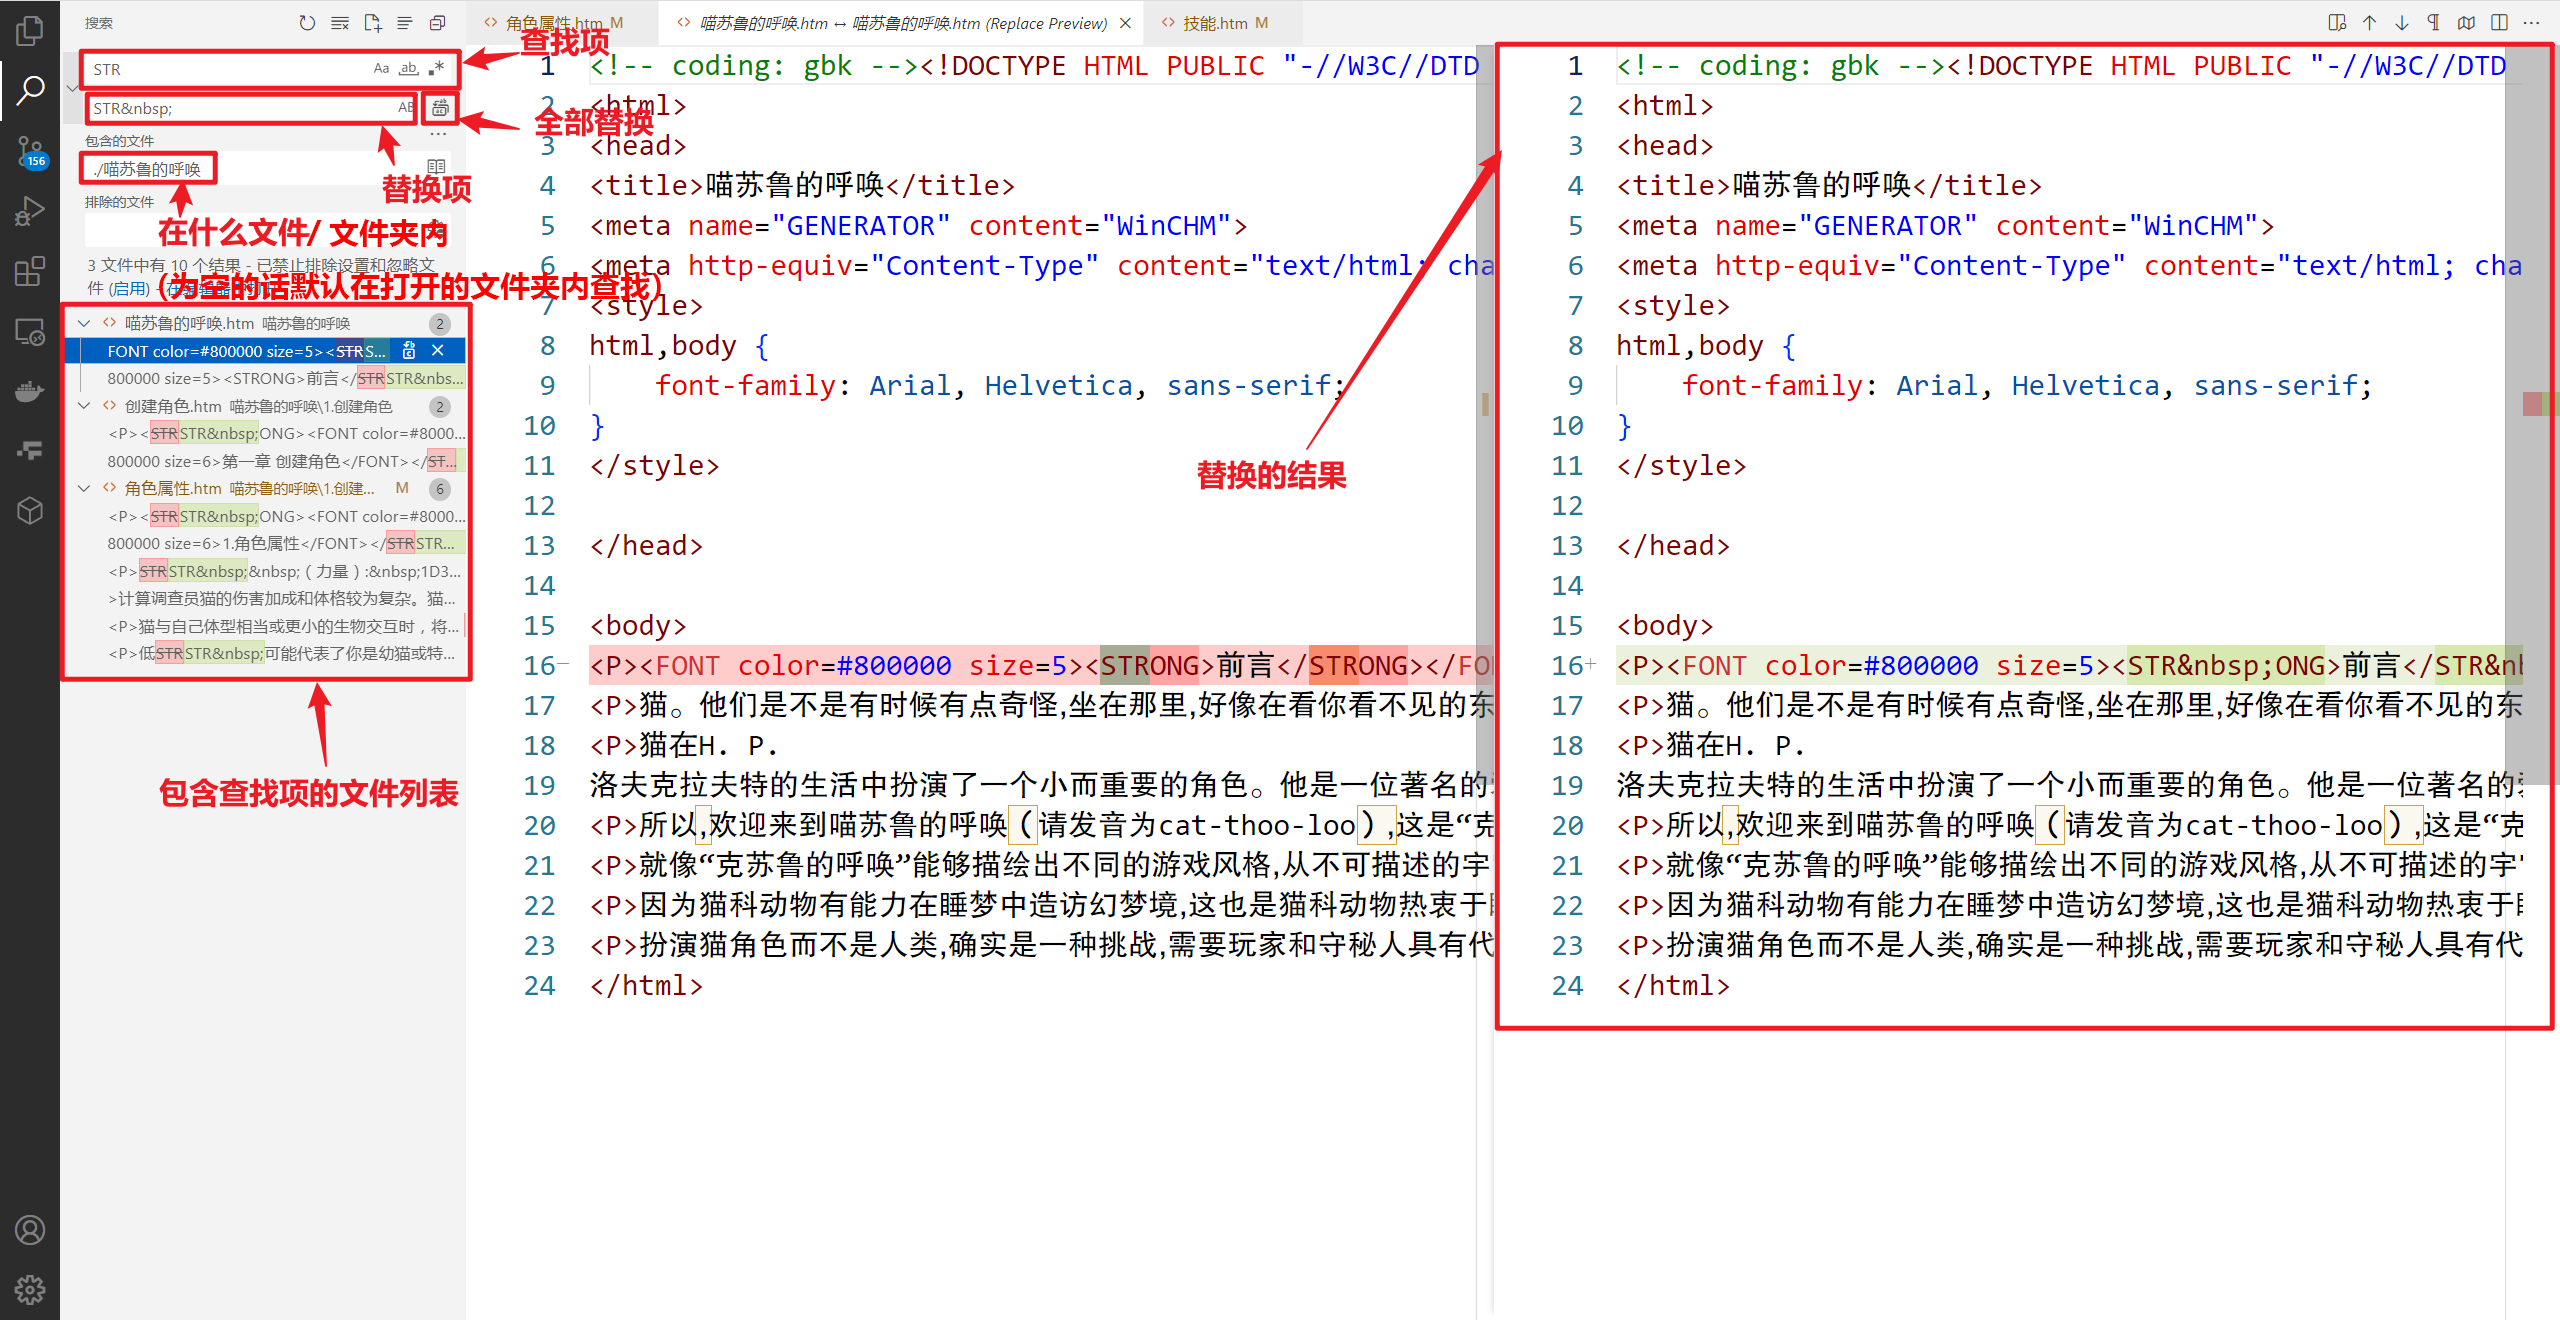 搜索
STR
Aa ab
STR&nbsp;
AB
包含的文件
./喵苏鲁的呼唤
排除的文件
3 文件中有 10 个结果 - 已禁止排除设置和忽略文
件 (启用) -
喵苏鲁的呼唤.htm 喵苏鲁的呼唤 2
FONT color=#800000 size=5><STRS...
800000 size=5><STRONG>前言</STRSTR&nbs...
创建角色.htm 喵苏鲁的呼唤\1.创建角色 2
<P><STRSTR&nbsp;ONG><FONT color=#8000...
800000 size=6>第一章 创建角色</FONT></ST...
角色属性.htm 喵苏鲁的呼唤\1.创建... M 6
<P><STRSTR&nbsp;ONG><FONT color=#8000...
800000 size=6>1.角色属性</FONT></STRSTR...
<P>STRSTR&nbsp;&nbsp;（力量）:&nbsp;1D3...
>计算调查员猫的伤害加成和体格较为复杂。猫...
<P>猫与自己体型相当或更小的生物交互时，将...
<P>低STRSTR&nbsp;可能代表了你是幼猫或特...
156
查找项
全部替换
替换项
在什么文件/ 文件夹内
（为空的话默认在打开的文件夹内查找）
包含查找项的文件列表
替换的结果
角色属性.htm M
喵苏鲁的呼唤.htm ↔ 喵苏鲁的呼唤.htm (Replace Preview)
技能.htm M
1 <!-- coding: gbk --><!DOCTYPE HTML PUBLIC "-//W3C//DTD
2 <html>
3 <head>
4 <title>喵苏鲁的呼唤</title>
5 <meta name="GENERATOR" content="WinCHM">
6 <meta http-equiv="Content-Type" content="text/html; cha
7 <style>
8 html,body {
9 font-family: Arial, Helvetica, sans-serif;
10 }
11 </style>
12
13 </head>
14
15 <body>
16 <P><FONT color=#800000 size=5><STRONG>前言</STRONG></FO
17 <P>猫。他们是不是有时候有点奇怪,坐在那里,好像在看你看不见的东
18 <P>猫在H. P.
19 洛夫克拉夫特的生活中扮演了一个小而重要的角色。他是一位著名的
20 <P>所以,欢迎来到喵苏鲁的呼唤（请发音为cat-thoo-loo）,这是“克
21 <P>就像“克苏鲁的呼唤”能够描绘出不同的游戏风格,从不可描述的宇
22 <P>因为猫科动物有能力在睡梦中造访幻梦境,这也是猫科动物热衷于
23 <P>扮演猫角色而不是人类,确实是一种挑战,需要玩家和守秘人具有代
24 </html>
1 <!-- coding: gbk --><!DOCTYPE HTML PUBLIC "-//W3C//DTD
2 <html>
3 <head>
4 <title>喵苏鲁的呼唤</title>
5 <meta name="GENERATOR" content="WinCHM">
6 <meta http-equiv="Content-Type" content="text/html; cha
7 <style>
8 html,body {
9 font-family: Arial, Helvetica, sans-serif;
10 }
11 </style>
12
13 </head>
14
15 <body>
16 <P><FONT color=#800000 size=5><STR&nbsp;ONG>前言</STR&n
17 <P>猫。他们是不是有时候有点奇怪,坐在那里,好像在看你看不见的东
18 <P>猫在H. P.
19 洛夫克拉夫特的生活中扮演了一个小而重要的角色。他是一位著名的
20 <P>所以,欢迎来到喵苏鲁的呼唤（请发音为cat-thoo-loo）,这是“克
21 <P>就像“克苏鲁的呼唤”能够描绘出不同的游戏风格,从不可描述的宇
22 <P>因为猫科动物有能力在睡梦中造访幻梦境,这也是猫科动物热衷于
23 <P>扮演猫角色而不是人类,确实是一种挑战,需要玩家和守秘人具有代
24 </html>